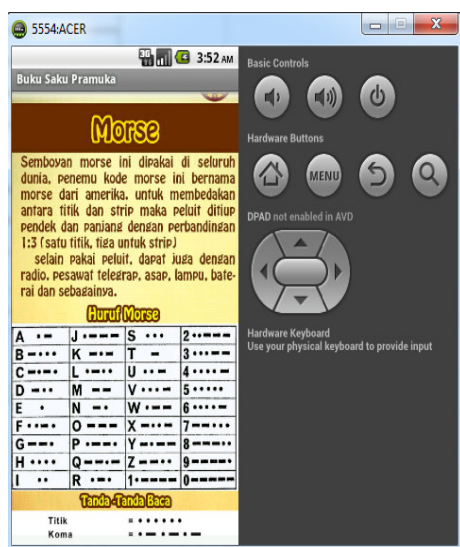 5554:ACER
3G
3:52 AM
Buku Saku Pramuka
Morse
Semboyan morse ini dipakai di seluruh
dunia, penemu kode morse ini bernama
morse dari amerika. untuk membedakan
antara titik dan strip maka peluit ditiup
pendek dan panjang dengan perbandingan
1:3 (satu titik, tiga untuk strip)
selain pakai peluit, dapat juga dengan
radio, pesawat telegrap, asap, lampu, bate-
rai dan sebagainya.
Huruf Morse
A •– J •––– S ••• 2 ••–––
B –••• K –•– T – 3 •••––
C –•–• L •–•• U ••– 4 ••••–
D –•• M –– V •••– 5 •••••
E • N –• W •–– 6 ••••–
F ••–• O ––– X –••– 7 ––•••
G ––• P •––• Y –•–– 8 –––••
H •••• Q ––•– Z ––•• 9 ––––•
I •• R •–• 1 •–––– 0 –––––
Tanda -Tanda Baca
Titik = ••••••
Koma = •–•–•–
Basic Controls
Hardware Buttons
MENU
DPAD not enabled in AVD
Hardware Keyboard
Use your physical keyboard to provide input